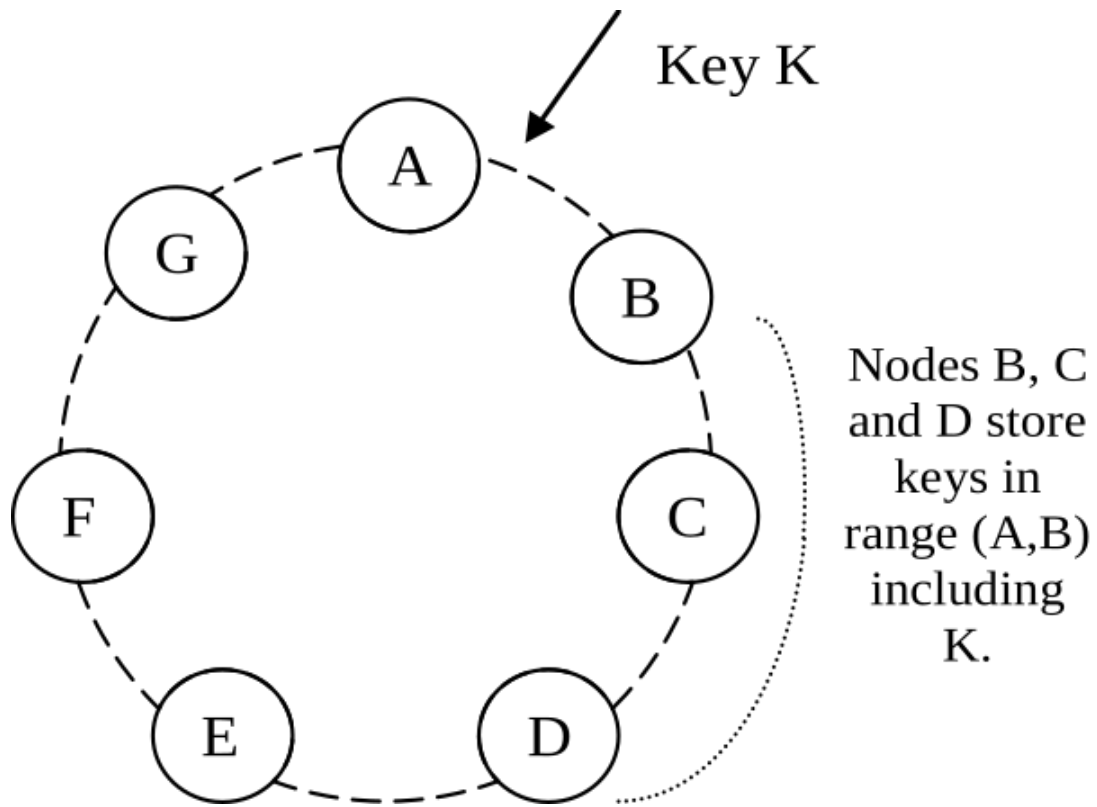 Key K
A
G
B
Nodes B, C
and D store
keys in
range (A,B)
including
K.
F
C
E
D